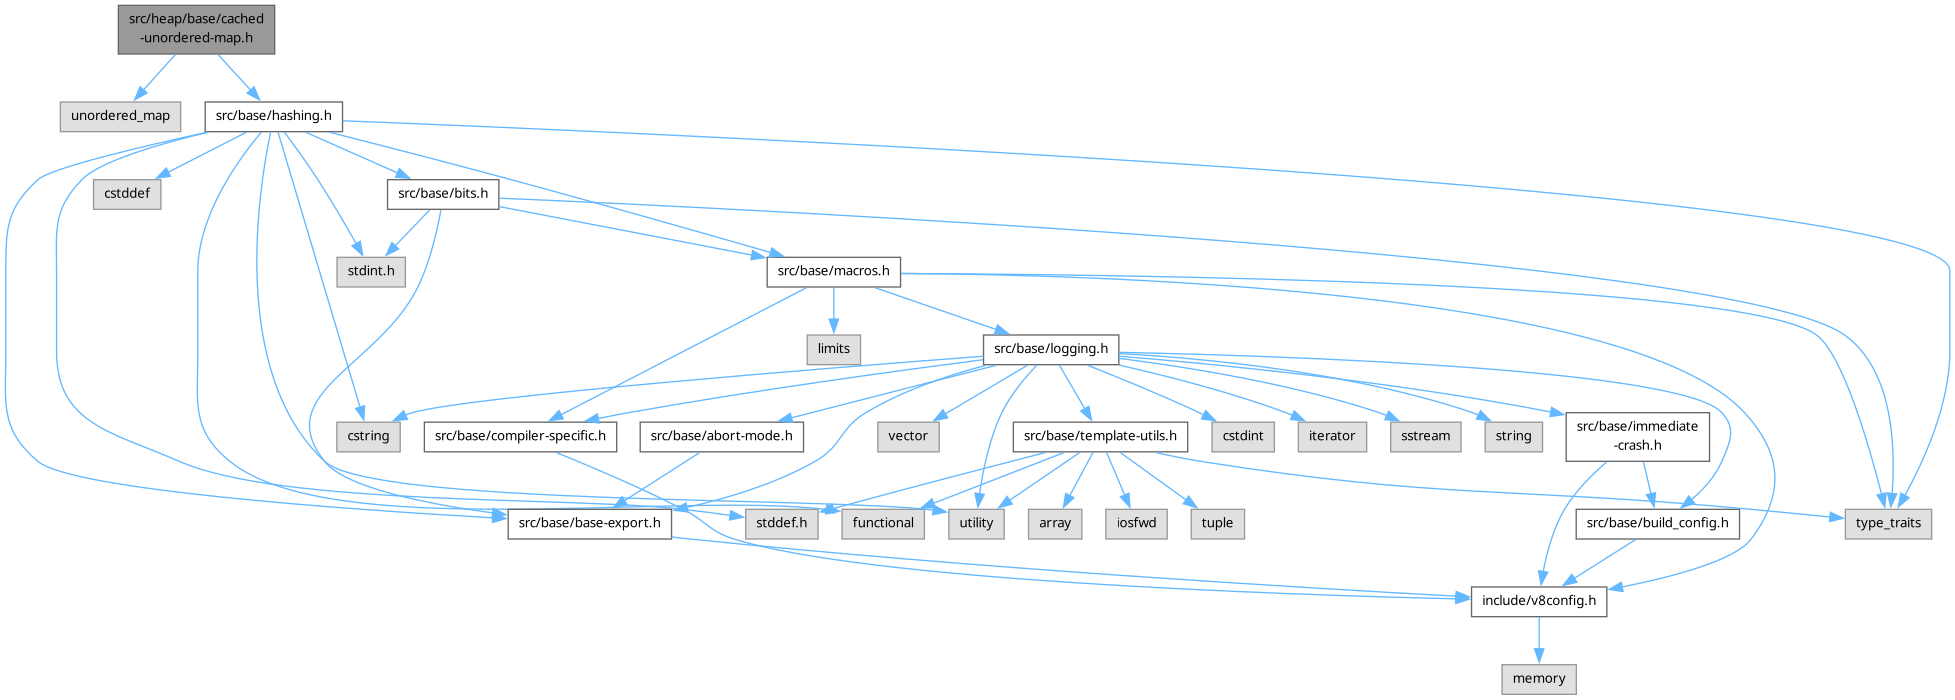 src/heap/base/cached
-unordered-map.h
unordered_map
src/base/hashing.h
cstddef
src/base/bits.h
stdint.h
src/base/macros.h
limits
src/base/logging.h
cstring
src/base/compiler-specific.h
src/base/abort-mode.h
vector
src/base/template-utils.h
cstdint
iterator
sstream
string
src/base/immediate
-crash.h
src/base/base-export.h
stddef.h
functional
utility
array
iosfwd
tuple
src/base/build_config.h
type_traits
include/v8config.h
memory